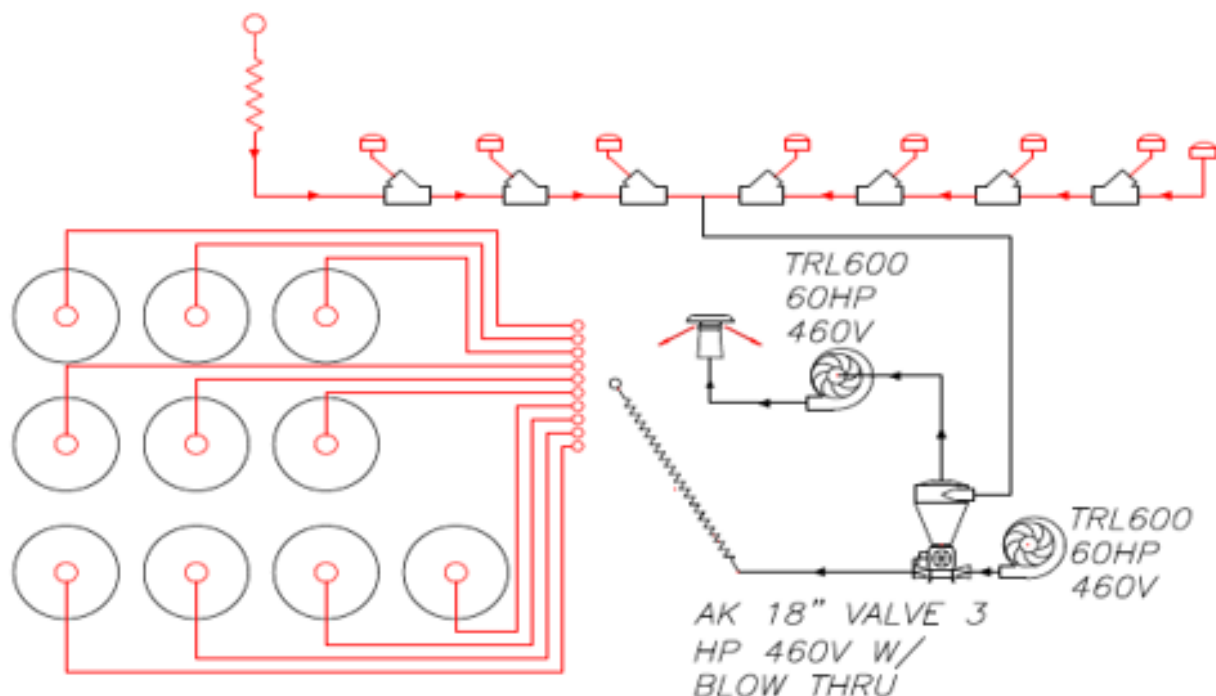 TRL600
60HP
460V
TRL600
60HP
460V
AK 18" VALVE 3
HP 460V W/
BLOW THRU